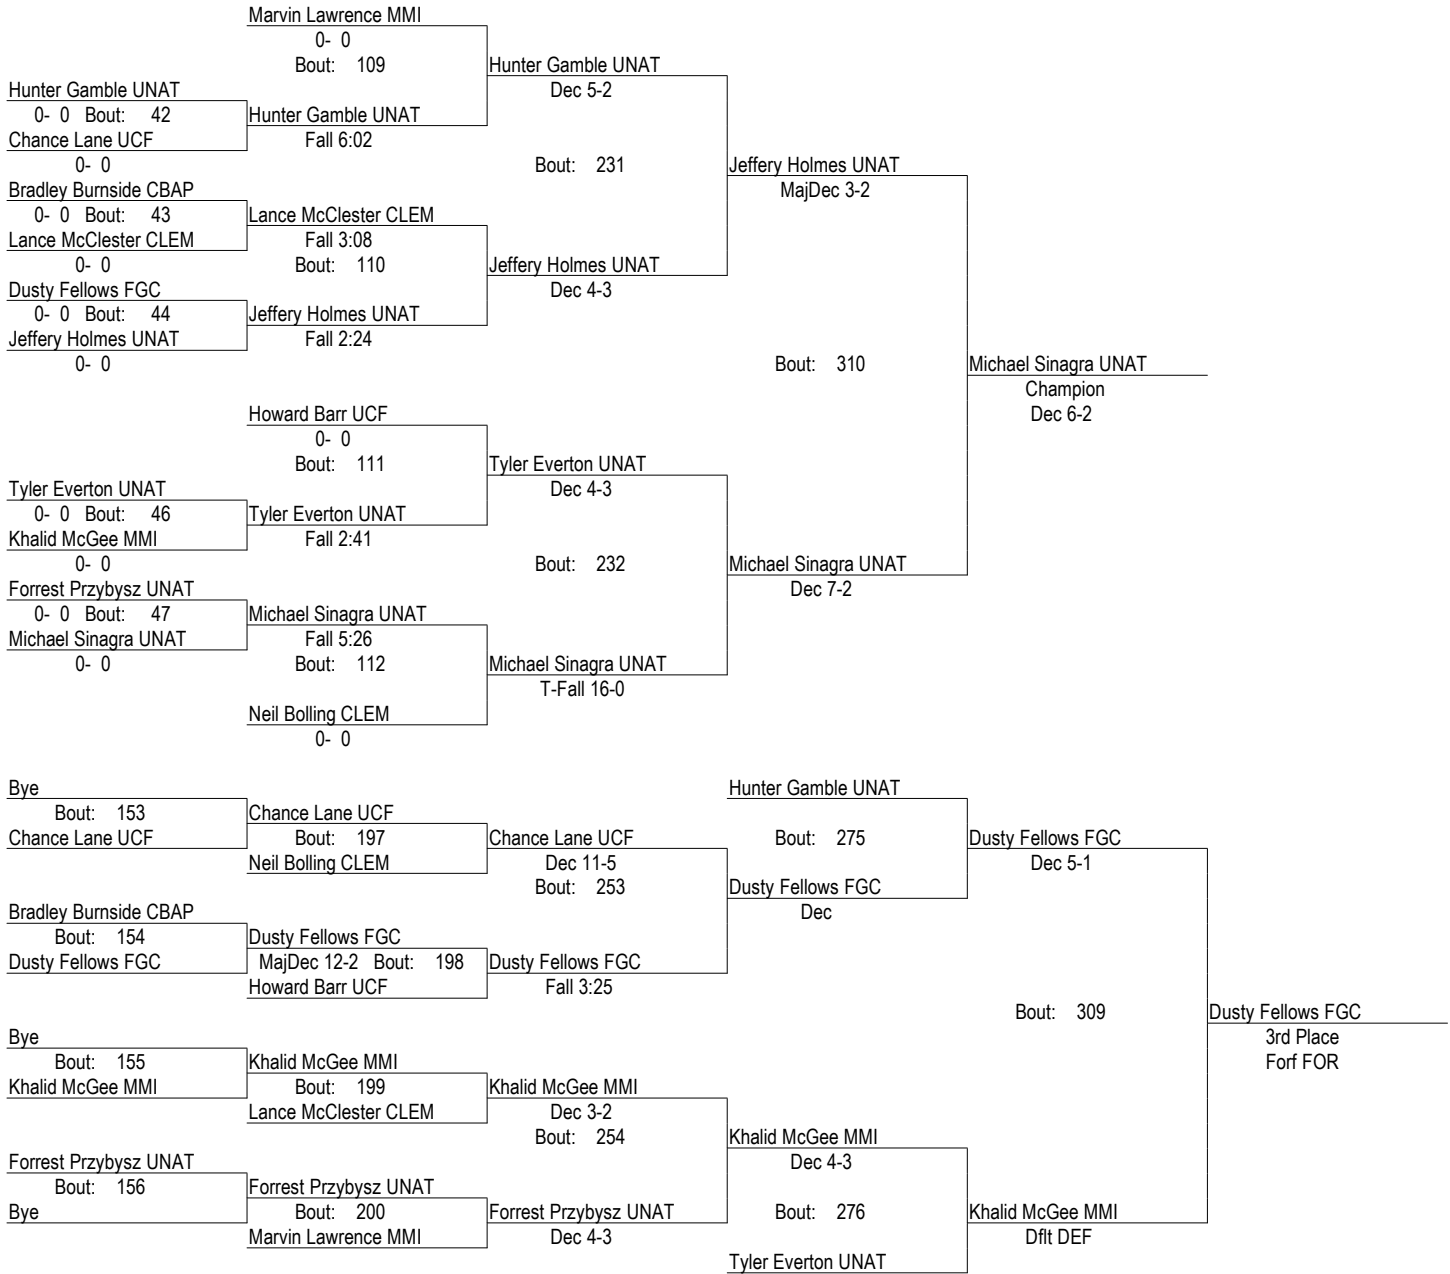 Marvin Lawrence MMI
0- 0
Bout: 109
Hunter Gamble UNAT
Dec 5-2
Hunter Gamble UNAT
0- 0 Bout: 42
Hunter Gamble UNAT
Chance Lane UCF
Fall 6:02
0- 0
Bout: 231
Jeffery Holmes UNAT
Bradley Burnside CBAP
MajDec 3-2
0- 0 Bout: 43
Lance McClester CLEM
Lance McClester CLEM
Fall 3:08
0- 0
Bout: 110
Jeffery Holmes UNAT
Dusty Fellows FGC
Dec 4-3
0- 0 Bout: 44
Jeffery Holmes UNAT
Jeffery Holmes UNAT
Fall 2:24
0- 0
Bout: 310
Michael Sinagra UNAT
Champion
Howard Barr UCF
Dec 6-2
0- 0
Bout: 111
Tyler Everton UNAT
Tyler Everton UNAT
Dec 4-3
0- 0 Bout: 46
Tyler Everton UNAT
Khalid McGee MMI
Fall 2:41
0- 0
Bout: 232
Michael Sinagra UNAT
Forrest Przybysz UNAT
Dec 7-2
0- 0 Bout: 47
Michael Sinagra UNAT
Michael Sinagra UNAT
Fall 5:26
0- 0
Bout: 112
Michael Sinagra UNAT
T-Fall 16-0
Neil Bolling CLEM
0- 0
Bye
Hunter Gamble UNAT
Bout: 153
Chance Lane UCF
Chance Lane UCF
Bout: 197
Chance Lane UCF
Bout: 275
Dusty Fellows FGC
Neil Bolling CLEM
Dec 11-5
Dec 5-1
Bout: 253
Dusty Fellows FGC
Bradley Burnside CBAP
Dec
Bout: 154
Dusty Fellows FGC
Dusty Fellows FGC
MajDec 12-2 Bout: 198
Dusty Fellows FGC
Howard Barr UCF
Fall 3:25
Bout: 309
Dusty Fellows FGC
Bye
3rd Place
Bout: 155
Khalid McGee MMI
Forf FOR
Khalid McGee MMI
Bout: 199
Khalid McGee MMI
Lance McClester CLEM
Dec 3-2
Bout: 254
Khalid McGee MMI
Forrest Przybysz UNAT
Dec 4-3
Bout: 156
Forrest Przybysz UNAT
Bye
Bout: 200
Forrest Przybysz UNAT
Bout: 276
Khalid McGee MMI
Marvin Lawrence MMI
Dec 4-3
Dflt DEF
Tyler Everton UNAT